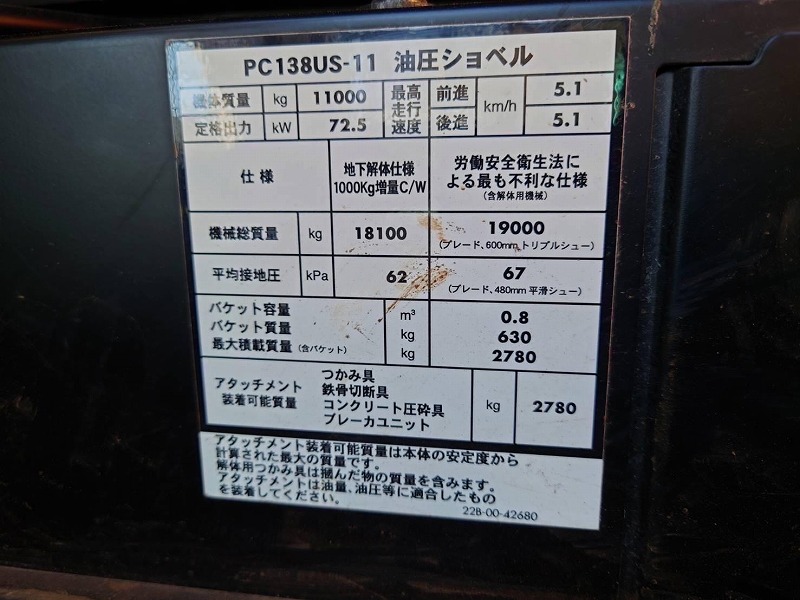 PC138US-11 油圧ショベル
機体質量 kg 11000 最高走行速度 前進 km/h 5.1
定格出力 kW 72.5 後進 5.1
仕様 地下解体仕様 1000Kg増量C/W 労働安全衛生法による最も不利な仕様 (含解体用機械)
機械総質量 kg 18100 19000 (ブレード、600mmトリプルシュー)
平均接地圧 kPa 62 67 (ブレード、480mm平滑シュー)
バケット容量 m³ 0.8
バケット質量 kg 630
最大積載質量 (含バケット) kg 2780
アタッチメント装着可能質量 つかみ具 鉄骨切断具 コンクリート圧砕具 ブレーカユニット kg 2780
アタッチメント装着可能質量は本体の安定度から
計算された最大の質量です。
解体用つかみ具は掴んだ物の質量を含みます。
アタッチメントは油量、油圧等に適合したもの
を装着してください。
22B-00-42680